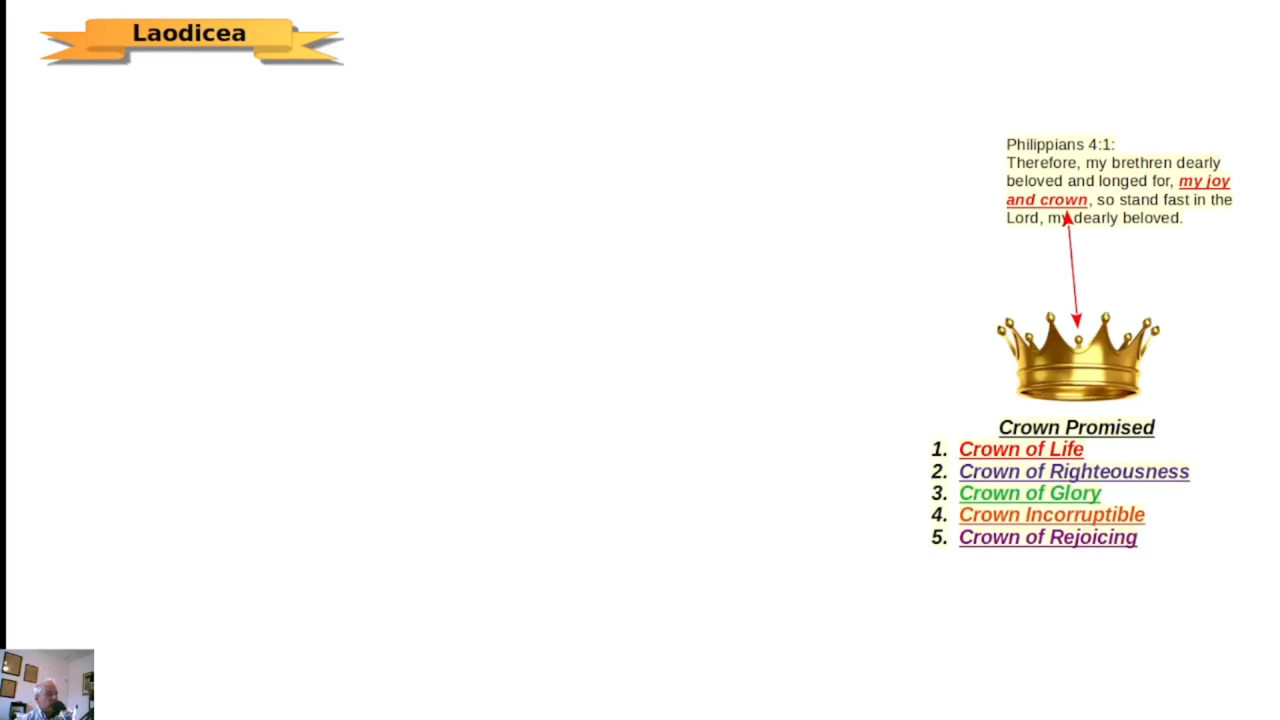 Laodicea
Philippians 4:1:
Therefore, my brethren dearly
beloved and longed for, my joy
and crown, so stand fast in the
Lord, my dearly beloved.
Crown Promised
1. Crown of Life
2. Crown of Righteousness
3. Crown of Glory
4. Crown Incorruptible
5. Crown of Rejoicing